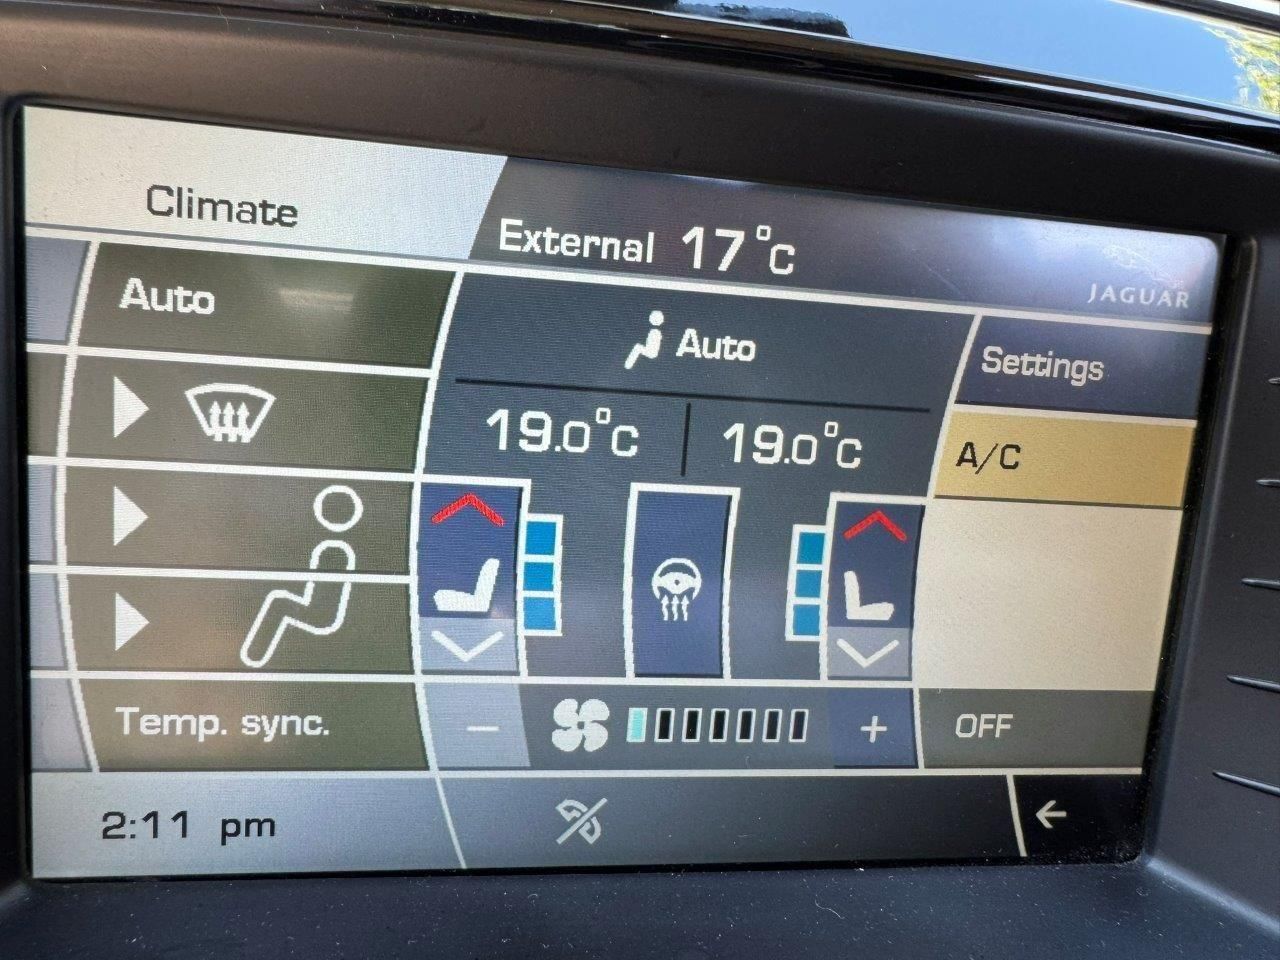 Climate
External 17°C
JAGUAR
Auto
Auto
Settings
19.0°C
19.0°C
A/C
Temp. sync.
-
+
OFF
2:11 pm